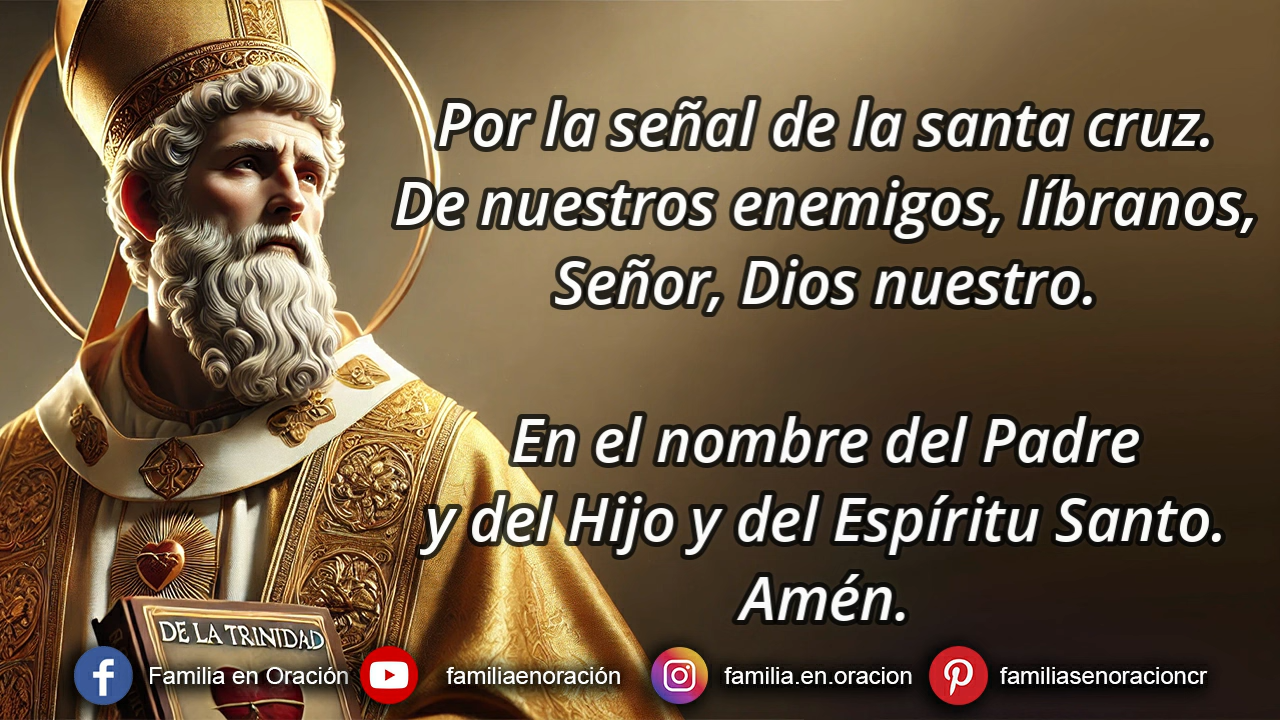 Por la señal de la santa cruz.
De nuestros enemigos, líbranos,
Señor, Dios nuestro.
En el nombre del Padre
y del Hijo y del Espíritu Santo.
Amén.
DE LA TRINIDAD
Familia en Oración
familiaenoración
familia.en.oracion
familiasenoracioncr